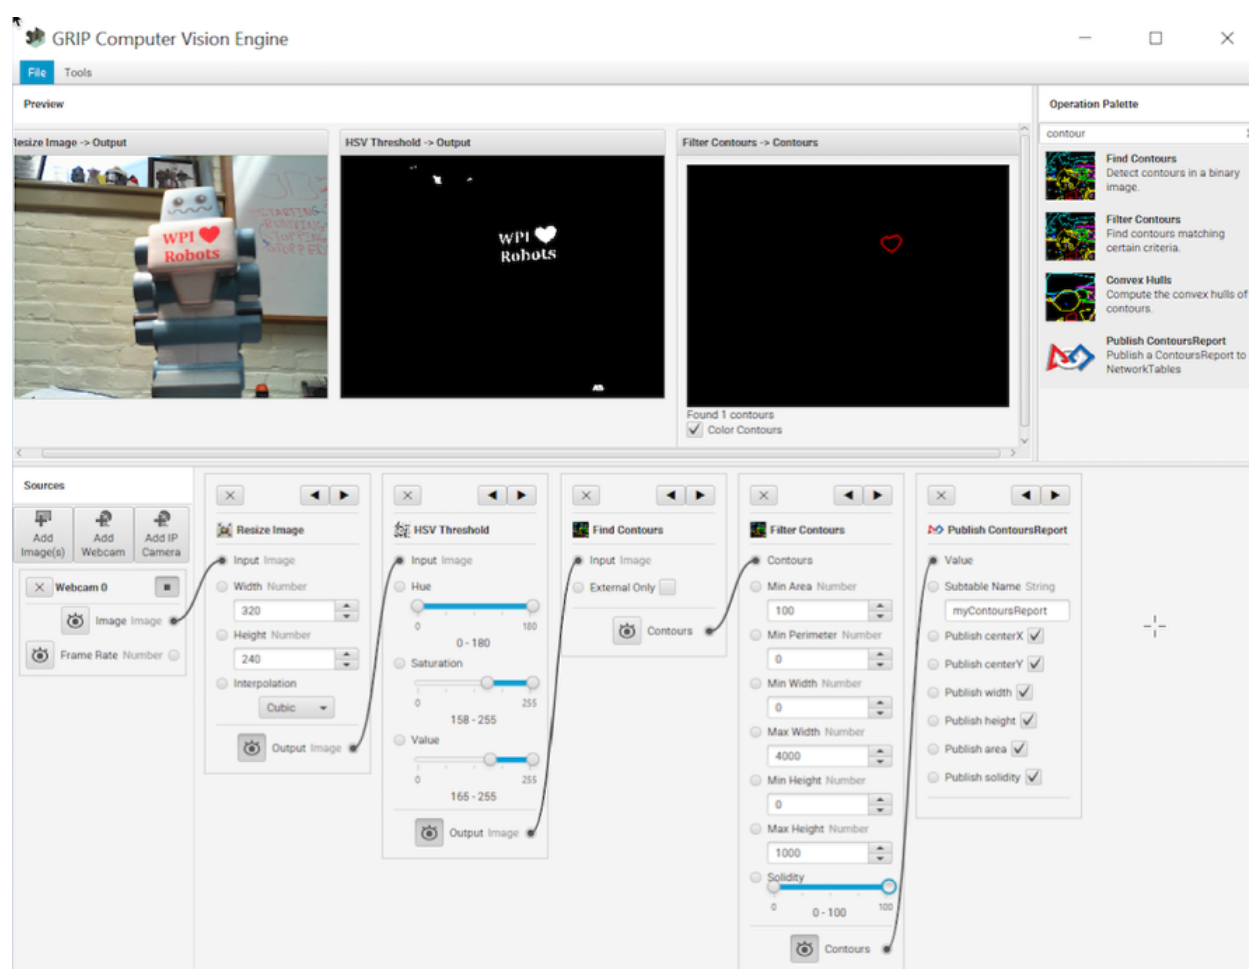 GRIP Computer Vision Engine
File Tools
Preview
Resize Image -> Output
WPI
Robots
HSV Threshold -> Output
WPI
Robots
Filter Contours -> Contours
Found 1 contours
Color Contours
Operation Palette
contour
Find Contours
Detect contours in a binary
image.
Filter Contours
Find contours matching
certain criteria.
Convex Hulls
Compute the convex hulls of
contours.
Publish ContoursReport
Publish a ContoursReport to
NetworkTables
Sources
Add
Image(s)
Add
Webcam
Add IP
Camera
Webcam 0
Image Image
Frame Rate Number
Resize Image
Input Image
Width Number
320
Height Number
240
Interpolation
Cubic
Output Image
HSV Threshold
Input Image
Hue
0 180
0 - 180
Saturation
0 255
158 - 255
Value
0 255
165 - 255
Output Image
Find Contours
Input Image
External Only
Contours
Filter Contours
Contours
Min Area Number
100
Min Perimeter Number
0
Min Width Number
0
Max Width Number
4000
Min Height Number
0
Max Height Number
1000
Solidity
0 100
0 - 100
Contours
Publish ContoursReport
Value
Subtable Name String
myContoursReport
Publish centerX
Publish centerY
Publish width
Publish height
Publish area
Publish solidity